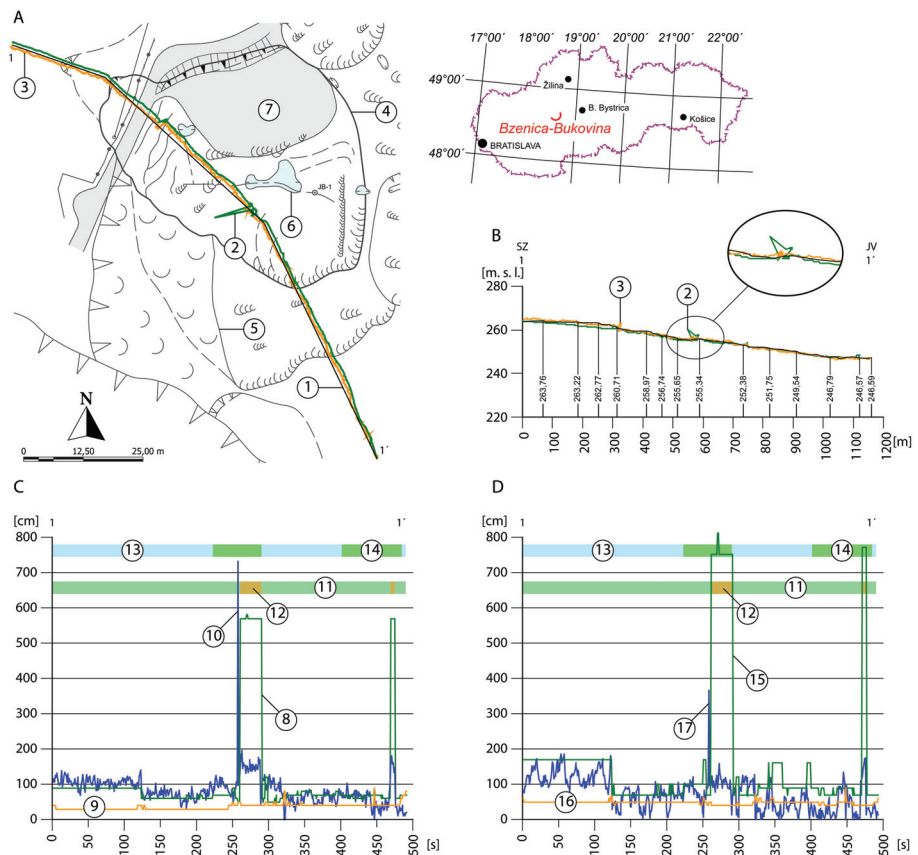 A
1
3
7
4
JB-1
2
6
5
1
1´
N
0 12,50 25,00 m
17°00' 18°00' 19°00' 20°00' 21°00' 22°00'
49°00'
48°00'
Žilina
B. Bystrica
Košice
Bzenica-Bukovina
BRATISLAVA
B
SZ
1
JV
1´
[m. s. l.]
280
260
240
220
3
2
263,76
263,22
262,77
260,71
258,97
256,74
255,65
255,34
252,38
251,75
249,54
246,79
246,57
246,59
0 100 200 300 400 500 600 700 800 900 1000 1100 1200
[m]
C
[cm]
1
1´
800
700
600
500
400
300
200
100
0
13
14
11
12
10
8
9
0 50 100 150 200 250 300 350 400 450 500
[s]
D
[cm]
1
1´
800
700
600
500
400
300
200
100
0
13
14
11
12
15
17
16
0 50 100 150 200 250 300 350 400 450 500
[s]